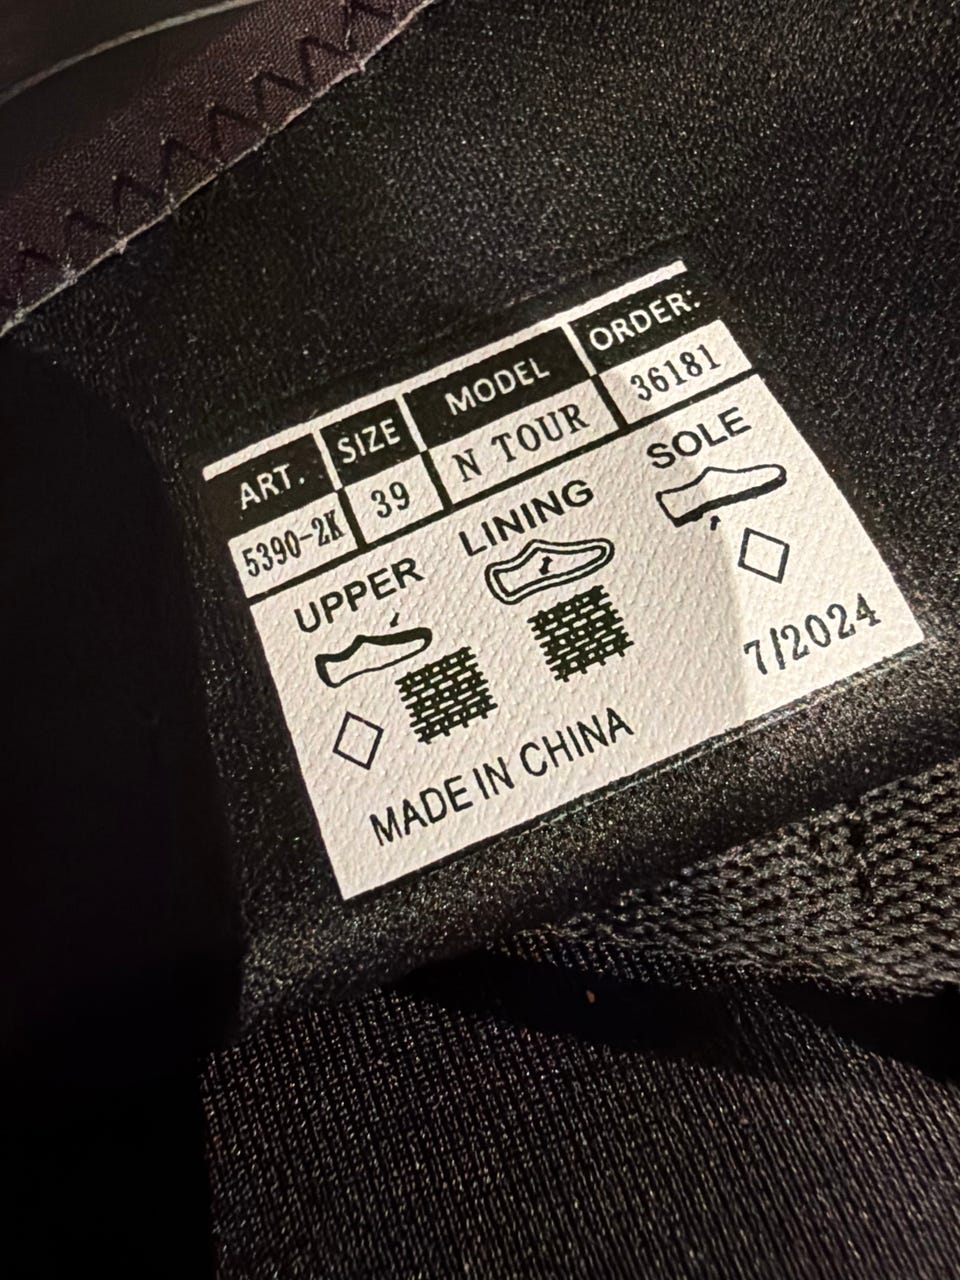 ART. SIZE MODEL ORDER:
5390-2K 39 N TOUR 36181
UPPER LINING SOLE
7/2024
MADE IN CHINA